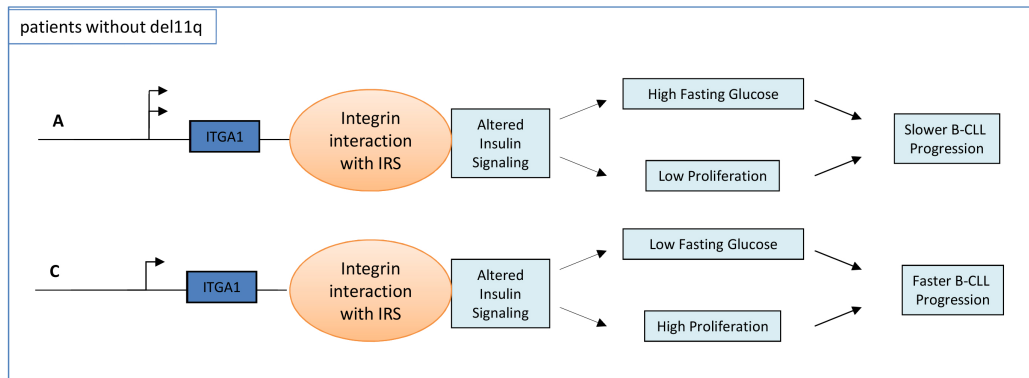 patients without del11q
A
ITGA1
Integrin
interaction
with IRS
Altered
Insulin
Signaling
High Fasting Glucose
Low Proliferation
Slower B-CLL
Progression
C
ITGA1
Integrin
interaction
with IRS
Altered
Insulin
Signaling
Low Fasting Glucose
High Proliferation
Faster B-CLL
Progression